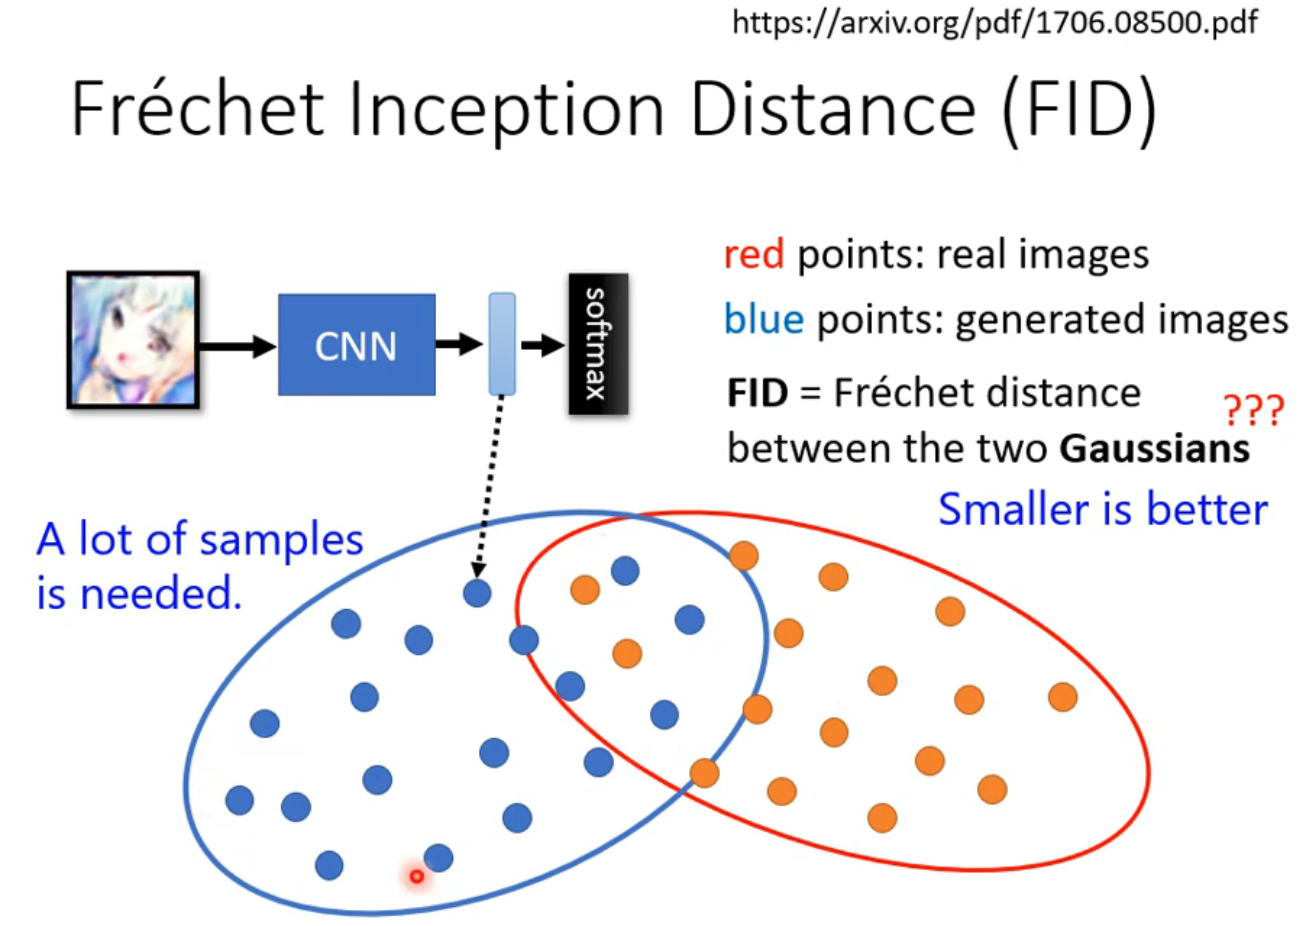 https://arxiv.org/pdf/1706.08500.pdf
Fréchet Inception Distance (FID)
CNN
softmax
red points: real images
blue points: generated images
FID = Fréchet distance
???
between the two Gaussians
Smaller is better
A lot of samples
is needed.